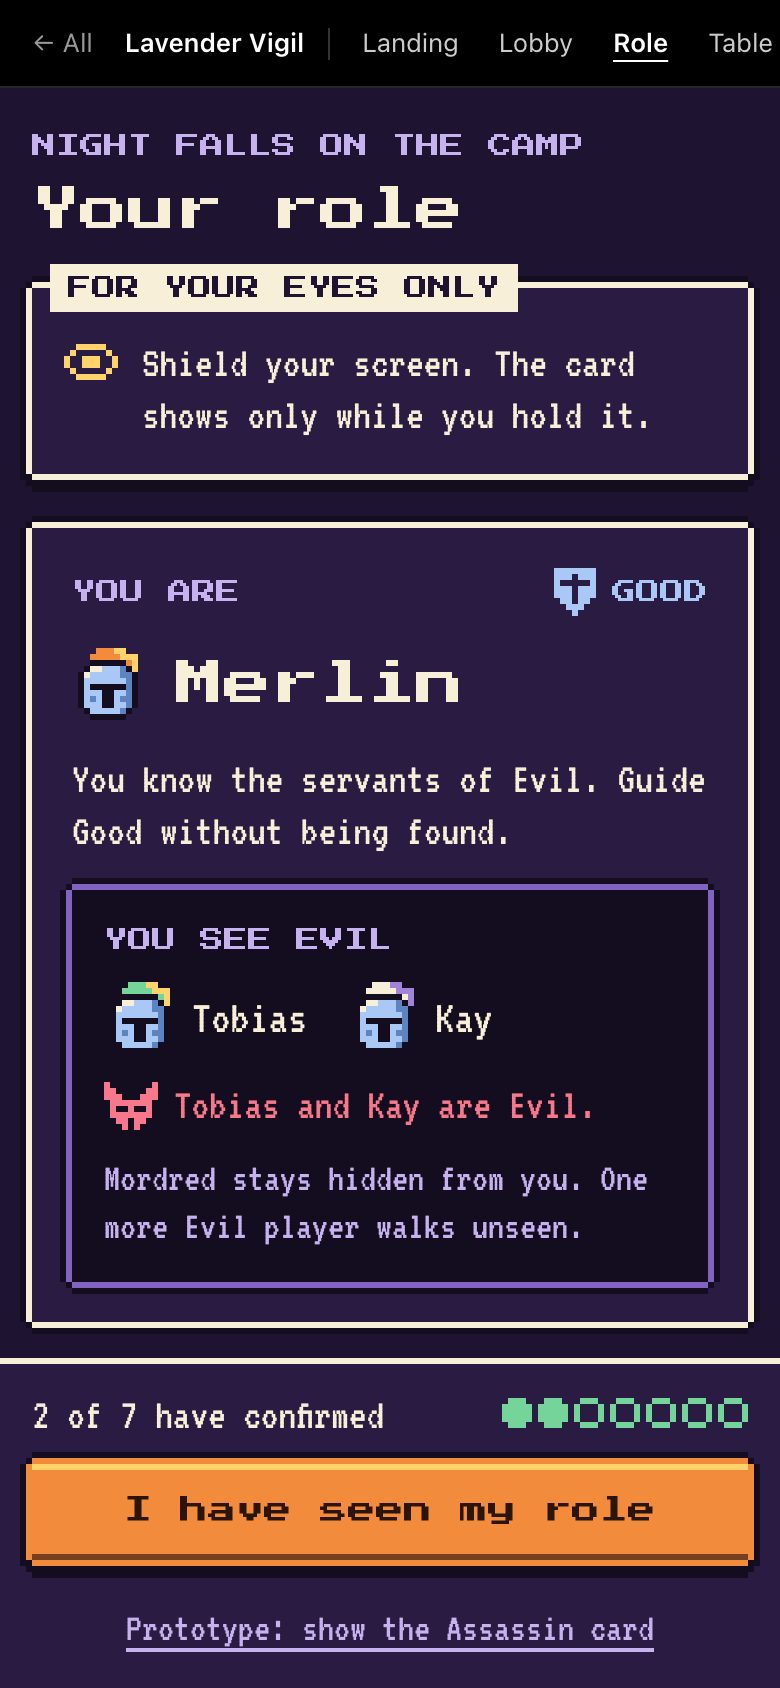 ← All Lavender Vigil Landing Lobby Role Table
NIGHT FALLS ON THE CAMP
Your role
FOR YOUR EYES ONLY
Shield your screen. The card
shows only while you hold it.
YOU ARE GOOD
Merlin
You know the servants of Evil. Guide
Good without being found.
YOU SEE EVIL
Tobias Kay
Tobias and Kay are Evil.
Mordred stays hidden from you. One
more Evil player walks unseen.
2 of 7 have confirmed
I have seen my role
Prototype: show the Assassin card